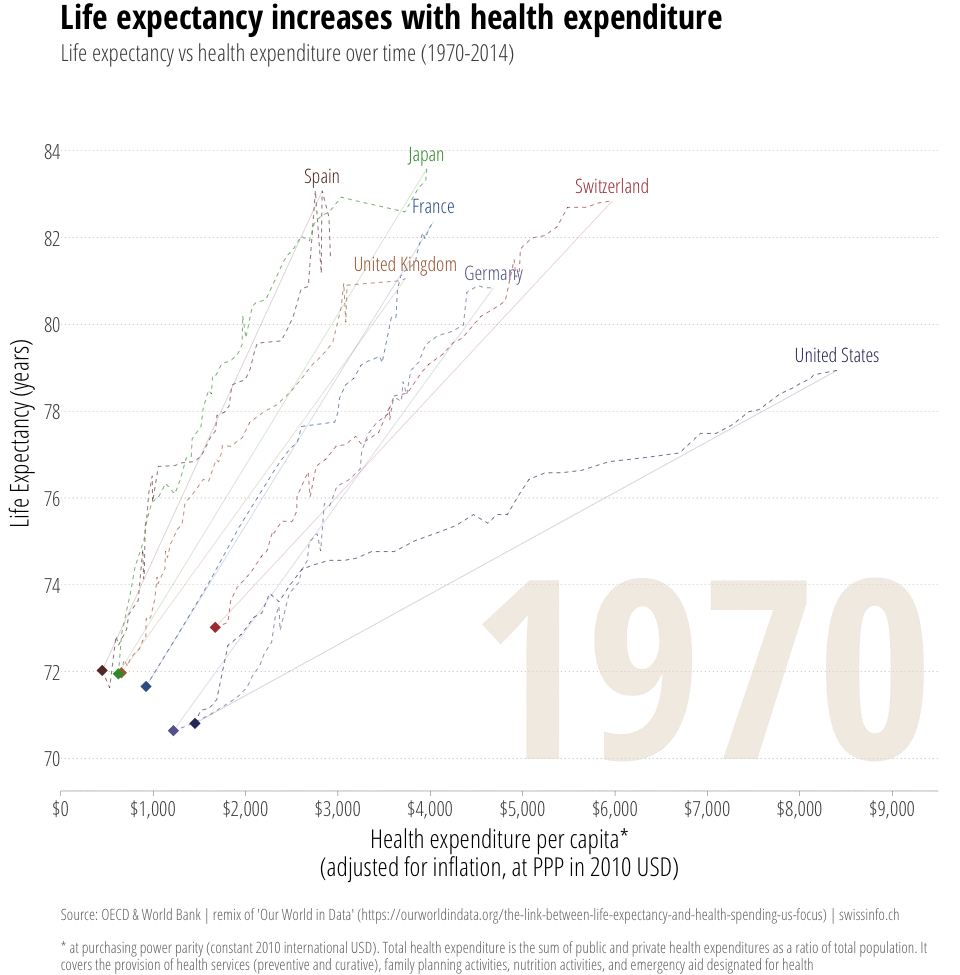 Life expectancy increases with health expenditure
Life expectancy vs health expenditure over time (1970-2014)
84
Japan
Spain
Switzerland
France
82
United Kingdom
Germany
80
United States
Life Expectancy (years)
78
76
74
1970
72
70
$0 $1,000 $2,000 $3,000 $4,000 $5,000 $6,000 $7,000 $8,000 $9,000
Health expenditure per capita*
(adjusted for inflation, at PPP in 2010 USD)
Source: OECD & World Bank | remix of 'Our World in Data' (https://ourworldindata.org/the-link-between-life-expectancy-and-health-spending-us-focus) | swissinfo.ch
* at purchasing power parity (constant 2010 international USD). Total health expenditure is the sum of public and private health expenditures as a ratio of total population. It
covers the provision of health services (preventive and curative), family planning activities, nutrition activities, and emergency aid designated for health